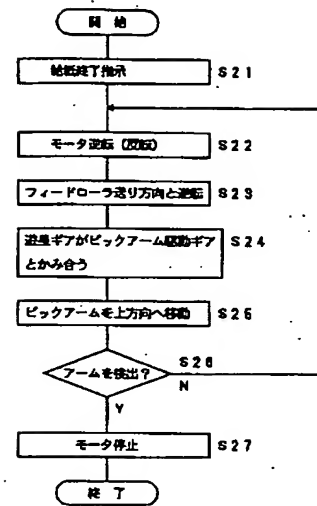 開 始
給紙終了指示 S21
モータ逆転 (反転) S22
フィードローラ送り方向と逆転 S23
遊星ギアがピックアーム駆動ギア S24
とかみ合う
ピックアームを上方向へ移動 S25
アームを検出? S26
N
Y
モータ停止 S27
終 了